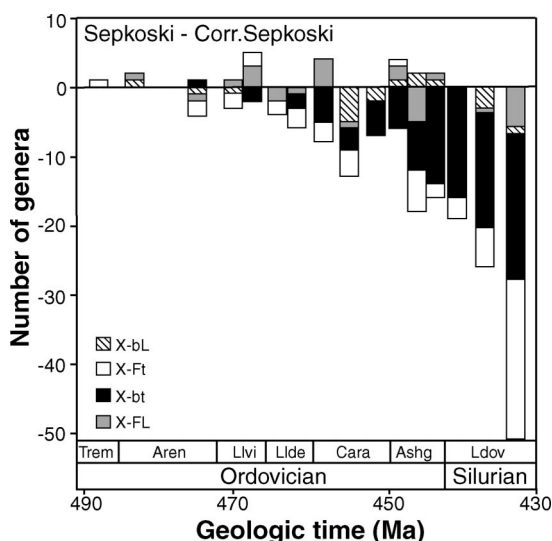 Sepkoski - Corr.Sepkoski
Number of genera
10
0
-10
-20
-30
-40
-50
X-bL
X-Ft
X-bt
X-FL
Trem Aren Llvi Llde Cara Ashg Ldov
Ordovician Silurian
490 470 450 430
Geologic time (Ma)